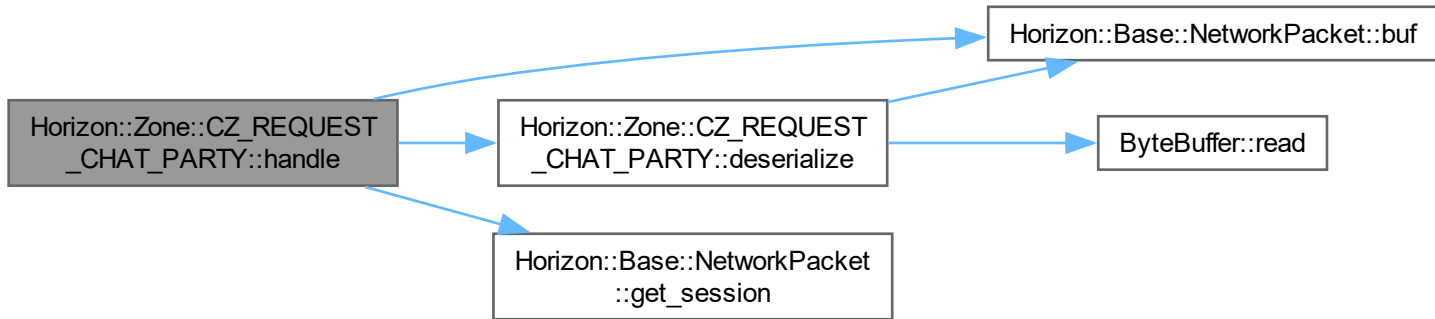 Horizon::Base::NetworkPacket::buf
Horizon::Zone::CZ_REQUEST
_CHAT_PARTY::handle
Horizon::Zone::CZ_REQUEST
_CHAT_PARTY::deserialize
ByteBuffer::read
Horizon::Base::NetworkPacket
::get_session